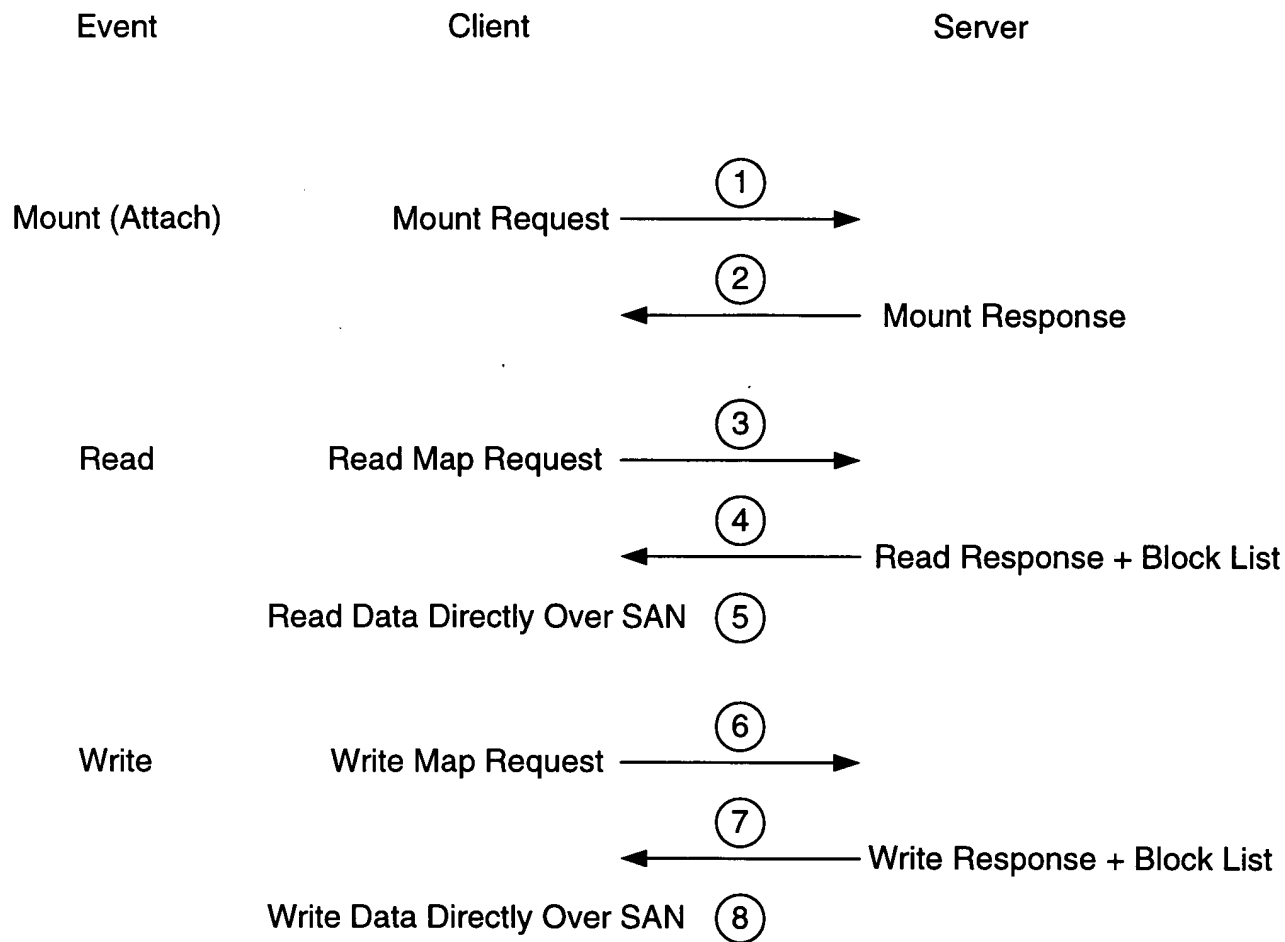 Event Client Server
1
Mount (Attach) Mount Request
2
Mount Response
3
Read Read Map Request
4
Read Response + Block List
Read Data Directly Over SAN 5
6
Write Write Map Request
7
Write Response + Block List
Write Data Directly Over SAN 8